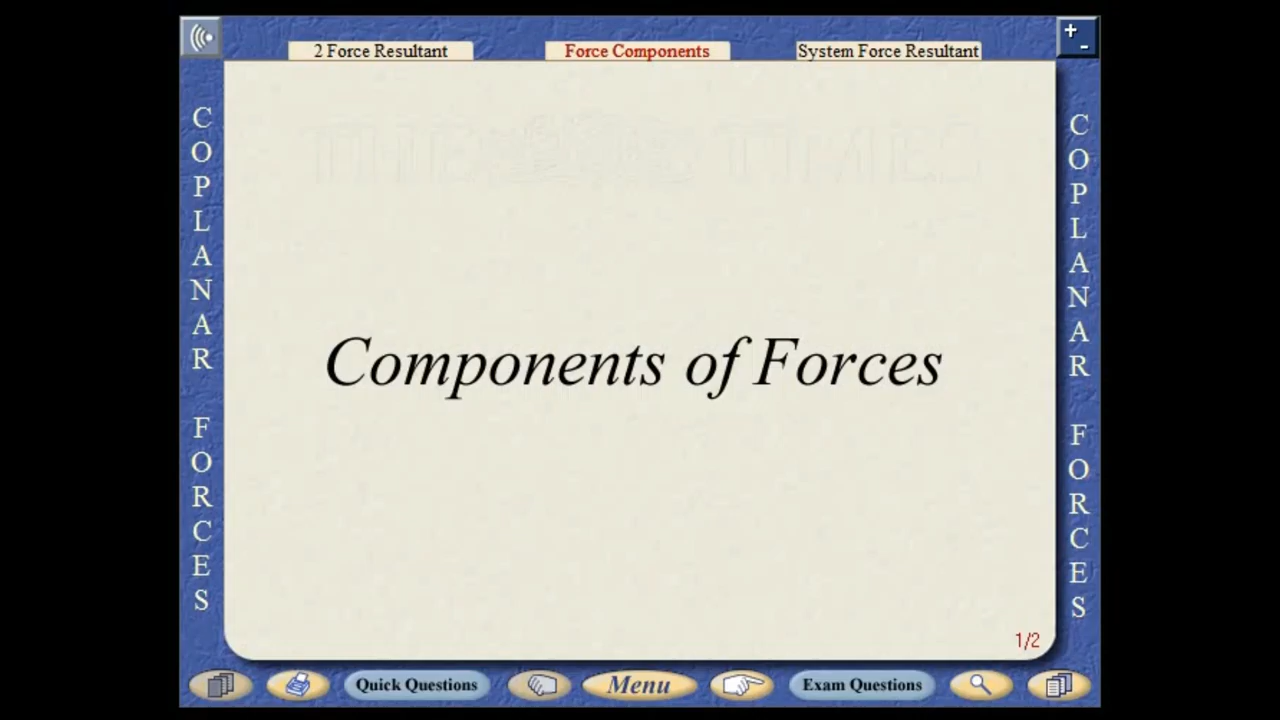 2 Force Resultant
Force Components
System Force Resultant
+
-
COPLANAR FORCES
Components of Forces
COPLANAR FORCES
1/2
Quick Questions
Menu
Exam Questions